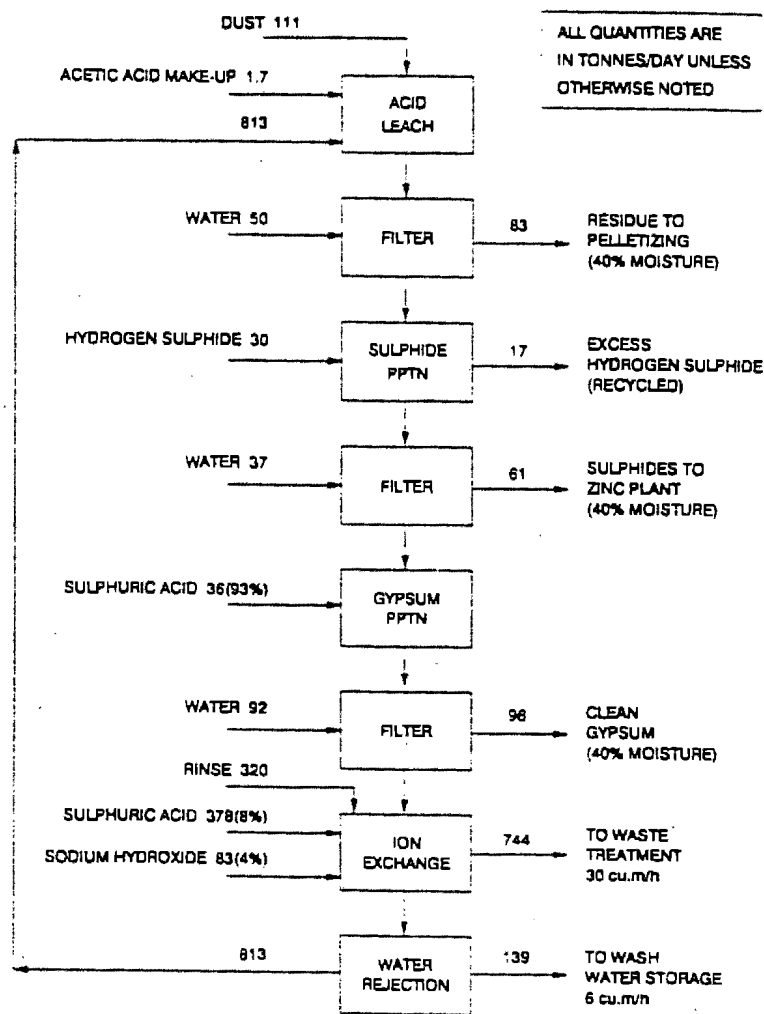 DUST 111
ALL QUANTITIES ARE
IN TONNES/DAY UNLESS
OTHERWISE NOTED
ACETIC ACID MAKE-UP 1.7
ACID
LEACH
813
WATER 50
FILTER
83
RESIDUE TO
PELLETIZING
(40% MOISTURE)
HYDROGEN SULPHIDE 30
SULPHIDE
PPTN
17
EXCESS
HYDROGEN SULPHIDE
(RECYCLED)
WATER 37
FILTER
61
SULPHIDES TO
ZINC PLANT
(40% MOISTURE)
SULPHURIC ACID 36(93%)
GYPSUM
PPTN
WATER 92
FILTER
96
CLEAN
GYPSUM
(40% MOISTURE)
RINSE 320
SULPHURIC ACID 378(8%)
SODIUM HYDROXIDE 83(4%)
ION
EXCHANGE
744
TO WASTE
TREATMENT
30 cu.m/h
813
WATER
REJECTION
139
TO WASH
WATER STORAGE
6 cu.m/h